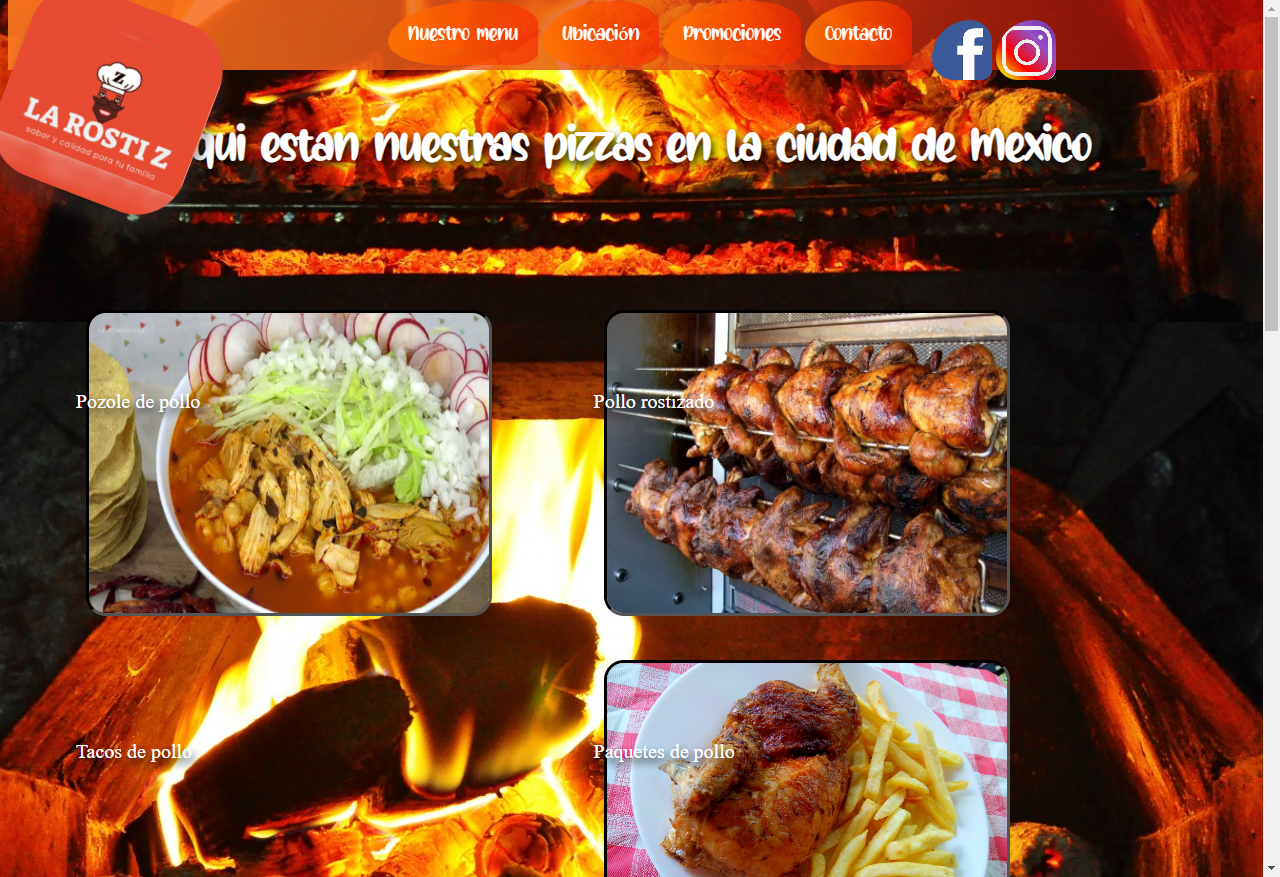 Nuestro menu
Ubicación
Promociones
Contacto
Z
LA ROSTI Z
sabor y calidad para tu familia
qui estan nuestras pizzas en la ciudad de Mexico
Pozole de pollo
Pollo rostizado
Tacos de pollo
Paquetes de pollo